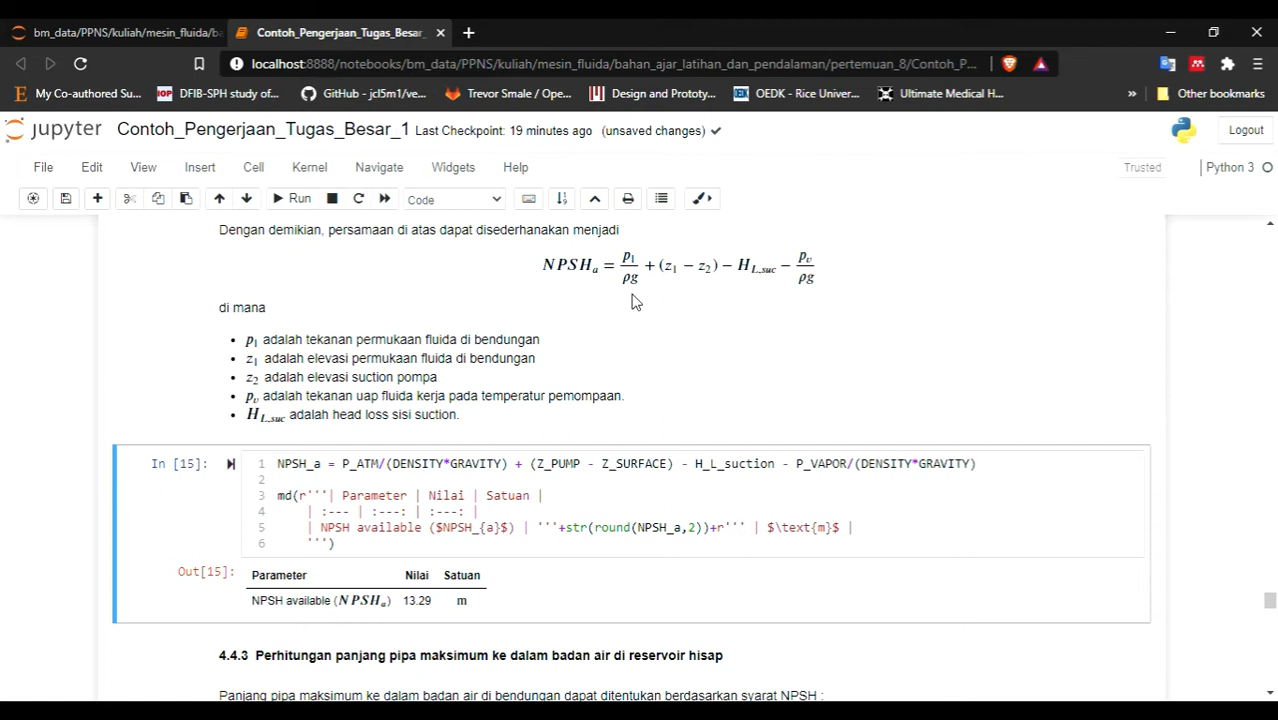 bm_data/PPNS/kuliah/mesin_fluida/ba
Contoh_Pengerjaan_Tugas_Besar_
localhost:8888/notebooks/bm_data/PPNS/kuliah/mesin_fluida/bahan_ajar_latihan_dan_pendalaman/pertemuan_8/Contoh_P...
My Co-authored Su...
DFIB-SPH study of...
GitHub - jcl5m1/ve...
Trevor Smale / Open...
Design and Prototy...
OEDK - Rice Univer...
Ultimate Medical H...
»
Other bookmarks
jupyter Contoh_Pengerjaan_Tugas_Besar_1 Last Checkpoint: 19 minutes ago (unsaved changes)
Logout
File Edit View Insert Cell Kernel Navigate Widgets Help
Trusted
Python 3
Run
Code
Dengan demikian, persamaan di atas dapat disederhanakan menjadi
NPSH_a = p_1/ρg + (z_1 − z_2) − H_{L,suc} − p_v/ρg
di mana
• p_1 adalah tekanan permukaan fluida di bendungan
• z_1 adalah elevasi permukaan fluida di bendungan
• z_2 adalah elevasi suction pompa
• p_v adalah tekanan uap fluida kerja pada temperatur pemompaan.
• H_{L,suc} adalah head loss sisi suction.
In [15]:
1 NPSH_a = P_ATM/(DENSITY*GRAVITY) + (Z_PUMP - Z_SURFACE) - H_L_suction - P_VAPOR/(DENSITY*GRAVITY)
2
3 md(r'''| Parameter | Nilai | Satuan |
4 | :--- | :---: | :---: |
5 | NPSH available ($NPSH_{a}$) | '''+str(round(NPSH_a,2))+r''' | $\text{m}$ |
6 ''')
Out[15]:
Parameter Nilai Satuan
NPSH available (NPSH_a) 13.29 m
4.4.3 Perhitungan panjang pipa maksimum ke dalam badan air di reservoir hisap
Panjang pipa maksimum ke dalam badan air di bendungan dapat ditentukan berdasarkan syarat NPSH :